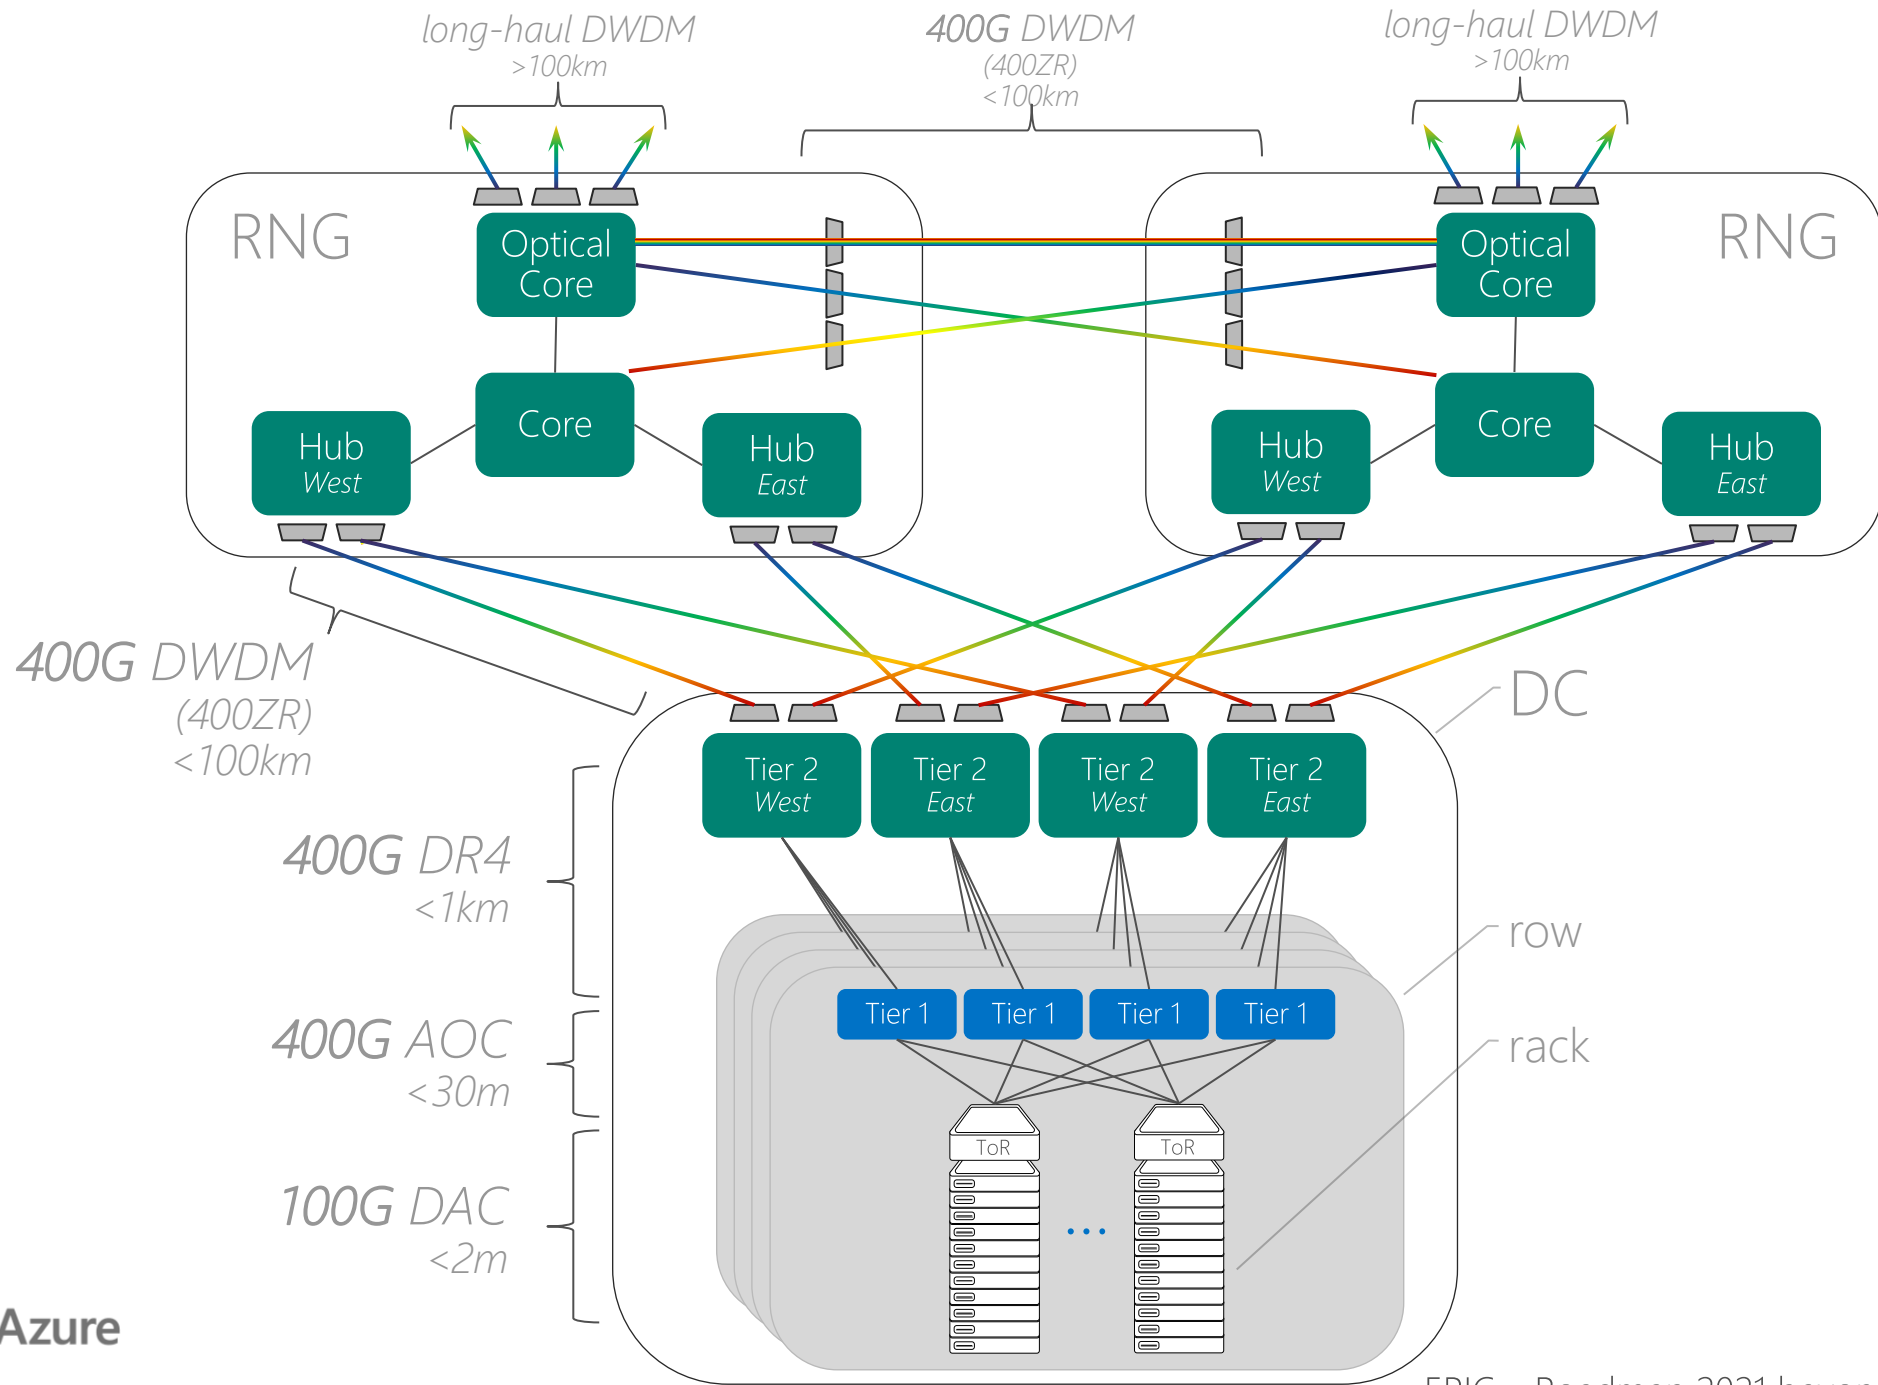 long-haul DWDM
>100km
400G DWDM
(400ZR)
<100km
long-haul DWDM
>100km
RNG
Optical
Core
Core
Hub
West
Hub
East
Optical
Core
RNG
Core
Hub
West
Hub
East
400G DWDM
(400ZR)
<100km
DC
Tier 2
West
Tier 2
East
Tier 2
West
Tier 2
East
400G DR4
<1km
row
Tier 1
Tier 1
Tier 1
Tier 1
400G AOC
<30m
rack
ToR
ToR
...
100G DAC
<2m
Azure